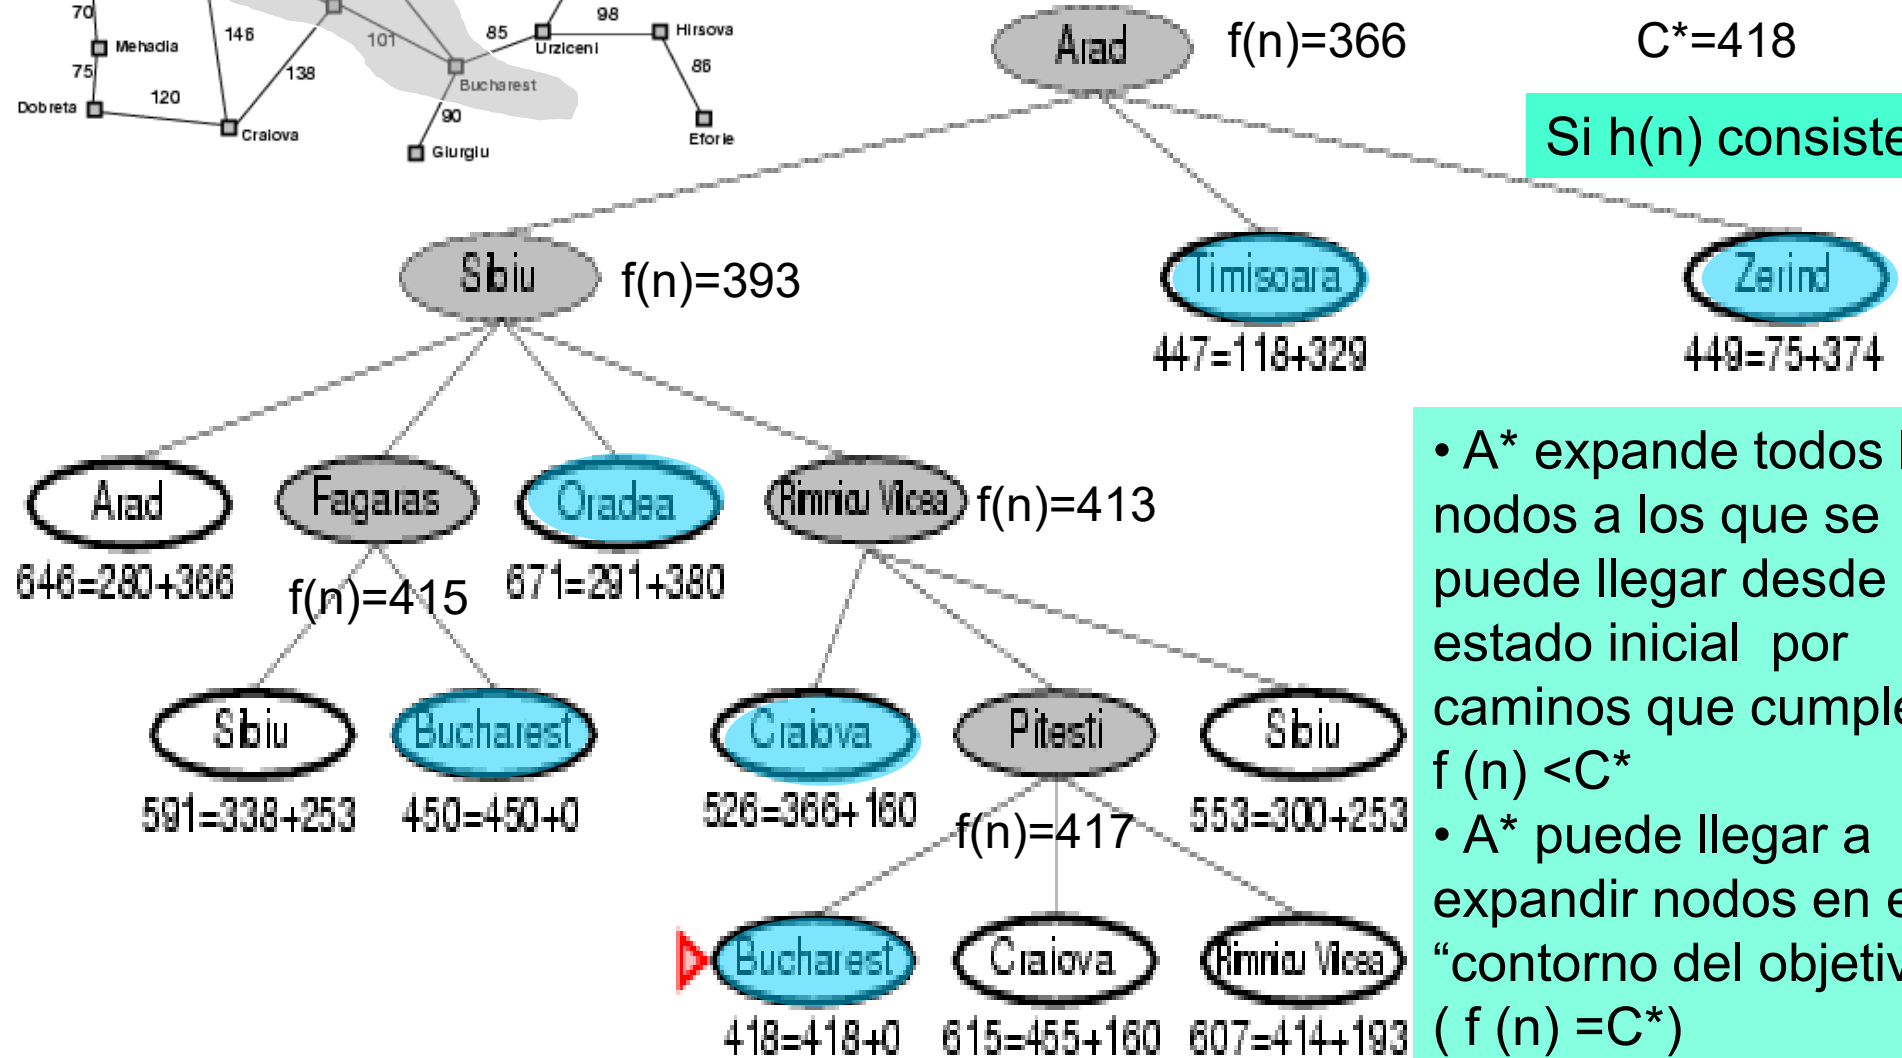 70
Mehadia
146
101
85
98
Hirsova
Urziceni
75
138
86
Bucharest
Dobreta
120
90
Craiova
Eforie
Giurgiu
Arad
f(n)=366
C*=418
Si h(n) consiste
Sibiu
f(n)=393
Timisoara
Zerind
447=118+329
449=75+374
Arad
Fagaras
Oradea
Rimnicu Vilcea
f(n)=413
646=280+366
f(n)=415
671=291+380
Sibiu
Bucharest
Craiova
Pitesti
Sibiu
591=338+253
450=450+0
526=366+160
f(n)=417
553=300+253
Bucharest
Craiova
Rimnicu Vilcea
418=418+0
615=455+160
607=414+193
• A* expande todos
nodos a los que se
puede llegar desde
estado inicial por
caminos que cumple
f (n) <C*
• A* puede llegar a
expandir nodos en e
“contorno del objetiv
( f (n) =C*)